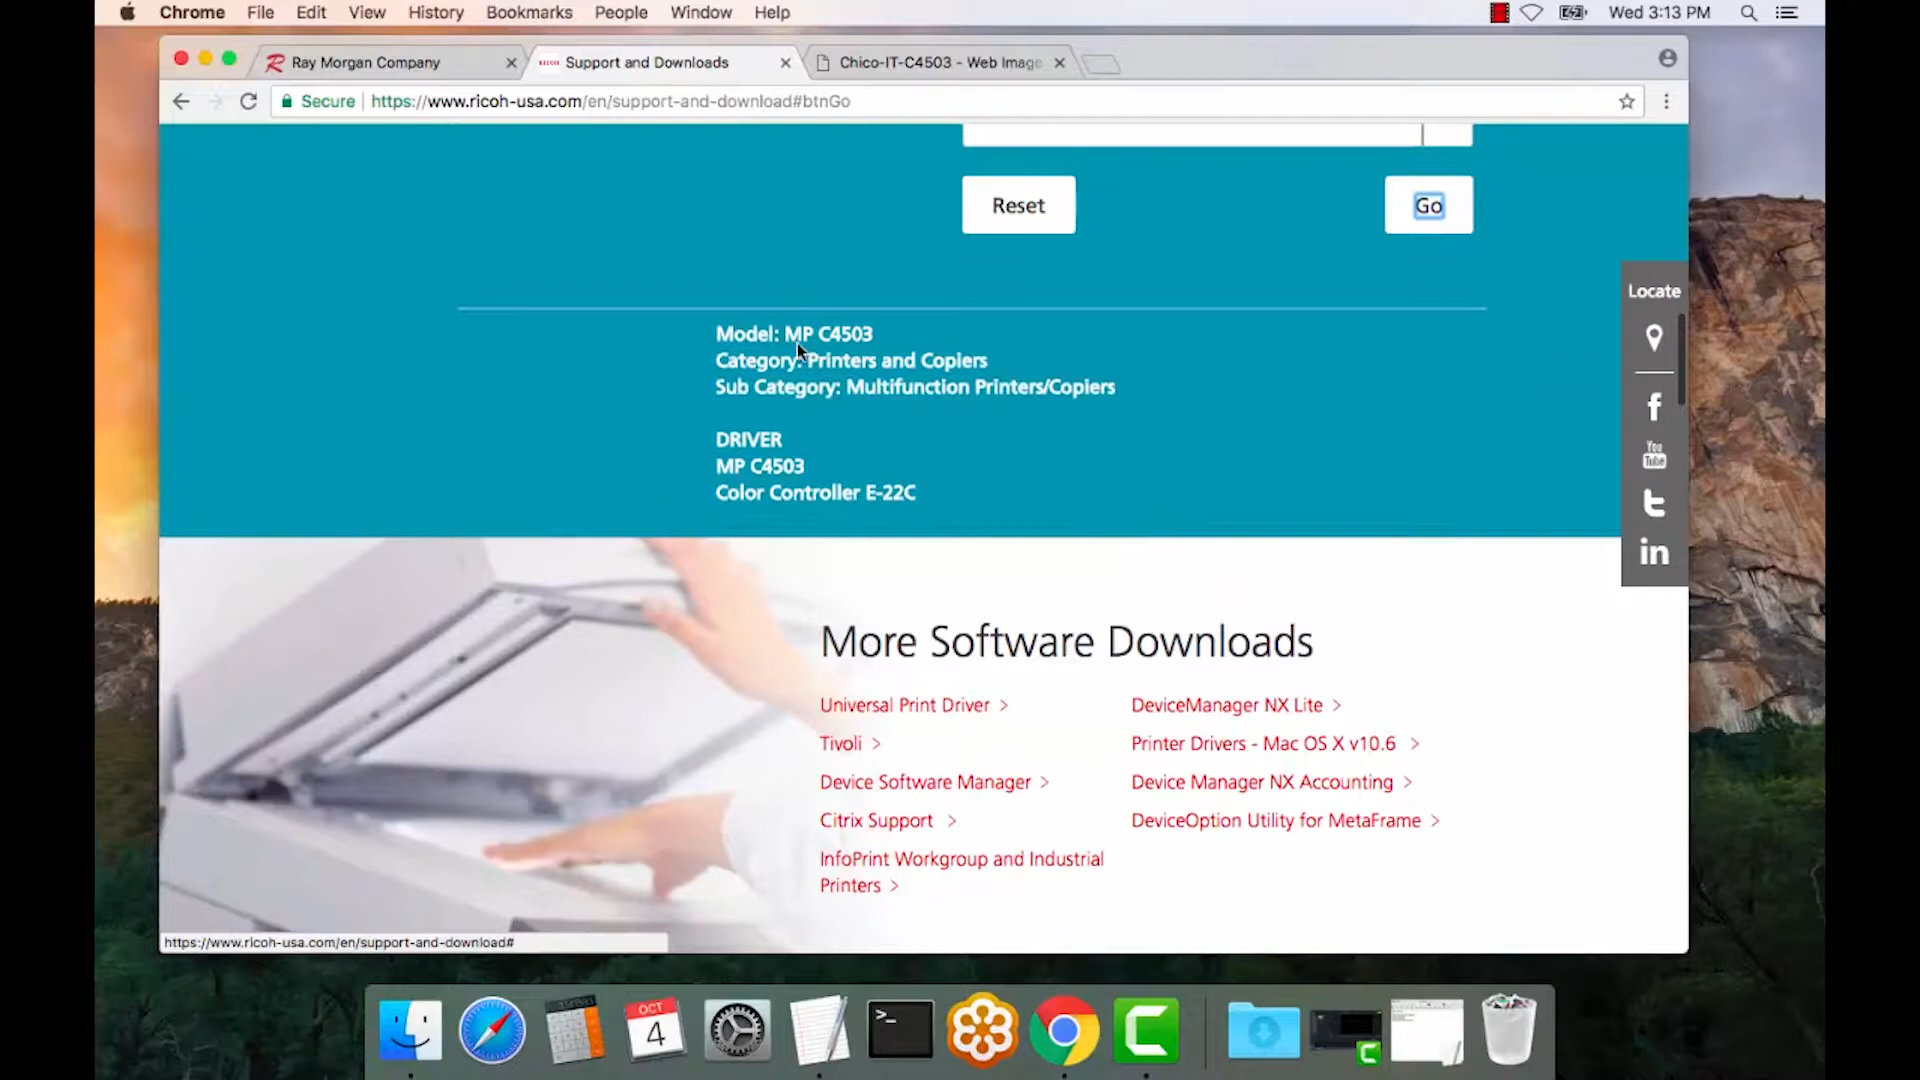 Chrome File Edit View History Bookmarks People Window Help Wed 3:13 PM
Ray Morgan Company RICOH Support and Downloads Chico-IT-C4503 - Web Image
Secure https://www.ricoh-usa.com/en/support-and-download#btnGo
Reset Go
Locate
Model: MP C4503
Category: Printers and Copiers
Sub Category: Multifunction Printers/Copiers
f
You Tube
DRIVER
MP C4503
Color Controller E-22C
t
in
More Software Downloads
Universal Print Driver > DeviceManager NX Lite >
Tivoli > Printer Drivers - Mac OS X v10.6 >
Device Software Manager > Device Manager NX Accounting >
Citrix Support > DeviceOption Utility for MetaFrame >
InfoPrint Workgroup and Industrial
Printers >
https://www.ricoh-usa.com/en/support-and-download#
OCT
4
>_